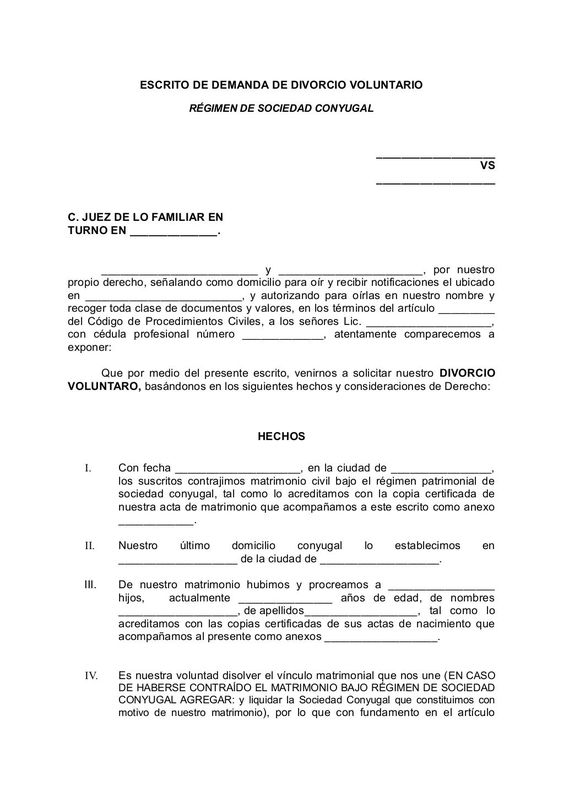 ESCRITO DE DEMANDA DE DIVORCIO VOLUNTARIO
RÉGIMEN DE SOCIEDAD CONYUGAL
___________________
VS
___________________
C. JUEZ DE LO FAMILIAR EN
TURNO EN ______________.
_________________________ y _______________________, por nuestro
propio derecho, señalando como domicilio para oír y recibir notificaciones el ubicado
en _________________________, y autorizando para oírlas en nuestro nombre y
recoger toda clase de documentos y valores, en los términos del artículo _________
del Código de Procedimientos Civiles, a los señores Lic. ____________________,
con cédula profesional número _____________, atentamente comparecemos a
exponer:
Que por medio del presente escrito, venirnos a solicitar nuestro DIVORCIO
VOLUNTARO, basándonos en los siguientes hechos y consideraciones de Derecho:
HECHOS
I. Con fecha ____________________, en la ciudad de ________________,
los suscritos contrajimos matrimonio civil bajo el régimen patrimonial de
sociedad conyugal, tal como lo acreditamos con la copia certificada de
nuestra acta de matrimonio que acompañamos a este escrito como anexo
____________.
II. Nuestro último domicilio conyugal lo establecimos en
___________________ de la ciudad de ___________________.
III. De nuestro matrimonio hubimos y procreamos a _________________
hijos, actualmente _______________ años de edad, de nombres
___________________, de apellidos__________________, tal como lo
acreditamos con las copias certificadas de sus actas de nacimiento que
acompañamos al presente como anexos __________________.
IV. Es nuestra voluntad disolver el vínculo matrimonial que nos une (EN CASO
DE HABERSE CONTRAÍDO EL MATRIMONIO BAJO RÉGIMEN DE SOCIEDAD
CONYUGAL AGREGAR: y liquidar la Sociedad Conyugal que constituimos con
motivo de nuestro matrimonio), por lo que con fundamento en el artículo